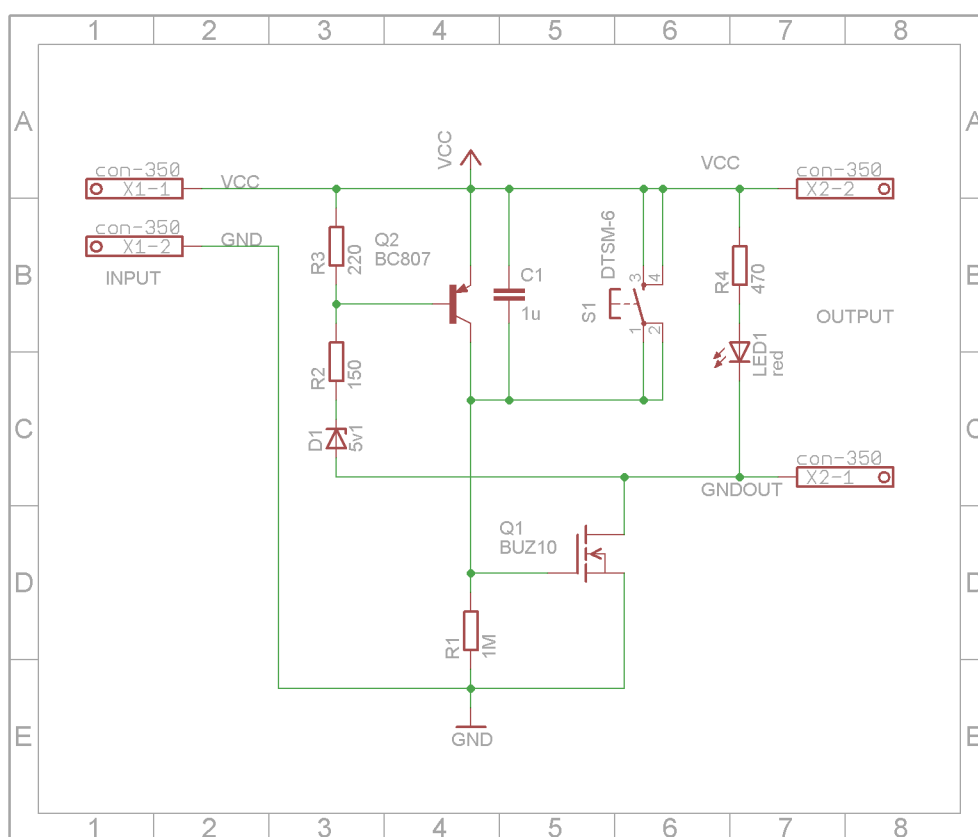 1 2 3 4 5 6 7 8
A A
VCC
con-350
X1-1
VCC
VCC
con-350
X2-2
con-350
X1-2
GND
INPUT
B B
R3
220
Q2
BC807
C1
1u
DTSM-6
S1
3
4
1
2
R4
470
OUTPUT
LED1
red
R2
150
C C
D1
5v1
con-350
X2-1
GNDOUT
Q1
BUZ10
D D
R1
1M
E E
GND
1 2 3 4 5 6 7 8